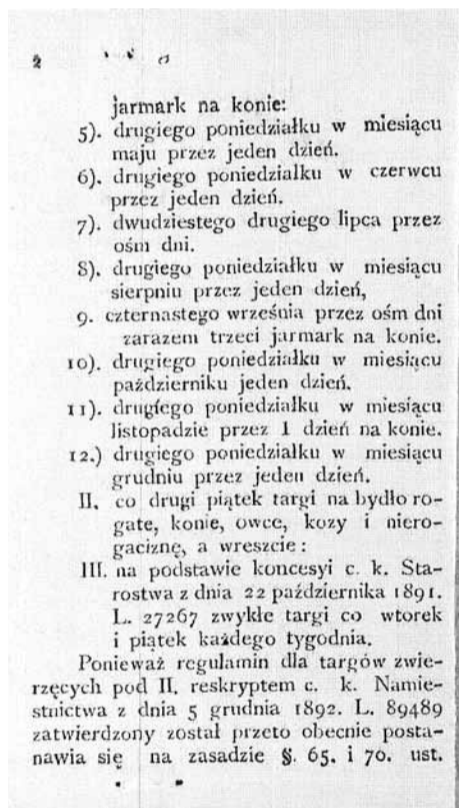 2
jarmark na konie:
5). drugiego poniedziałku w miesiącu
maju przez jeden dzień.
6). drugiego poniedziałku w czerwcu
przez jeden dzień.
7). dwudziestego drugiego lipca przez
ośm dni.
8). drugiego poniedziałku w miesiącu
sierpniu przez jeden dzień,
9. czternastego września przez ośm dni
zarazem trzeci jarmark na konie.
10). drugiego poniedziałku w miesiącu
październiku jeden dzień.
11). drugiego poniedziałku w miesiącu
listopadzie przez 1 dzień na konie.
12.) drugiego poniedziałku w miesiącu
grudniu przez jeden dzień.
II. co drugi piątek targi na bydło ro-
gate, konie, owce, kozy i niero-
gaciznę, a wreszcie:
III. na podstawie koncesyi c. k. Sta-
rostwa z dnia 22 października 1891.
L. 27267 zwykłe targi co wtorek
i piątek każdego tygodnia.
Ponieważ regulamin dla targów zwie-
rzęcych pod II. reskryptem c. k. Namie-
stnictwa z dnia 5 grudnia 1892. L. 89489
zatwierdzony został przeto obecnie posta-
nawia się na zasadzie §. 65. i 70. ust.